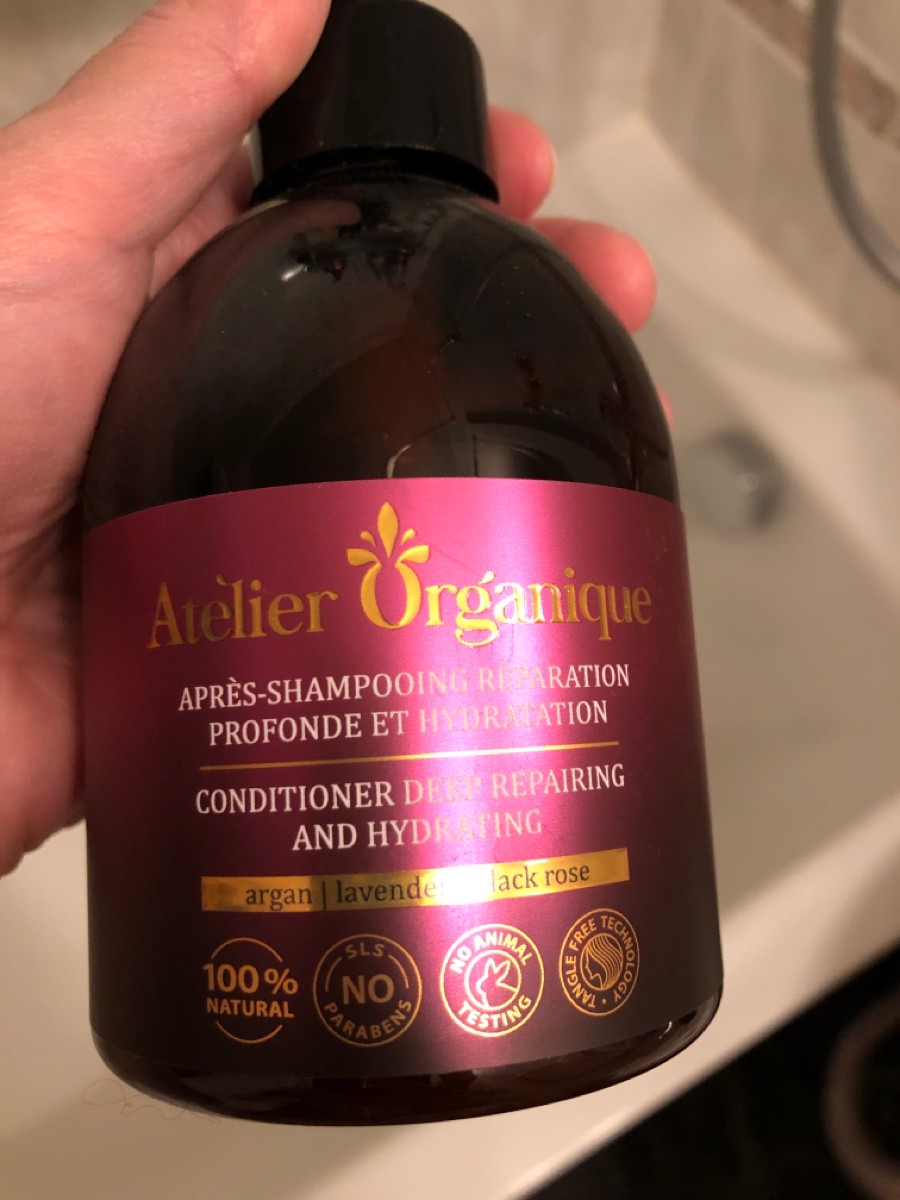 Atelier Organique
APRÈS-SHAMPOOING RÉPARATION
PROFONDE ET HYDRATATION
CONDITIONER DEEP REPAIRING
AND HYDRATING
argan | lavender | black rose
100%
NATURAL
SLS
NO
PARABENS
NO ANIMAL
TESTING
TANGLE FREE TECHNOLOGY